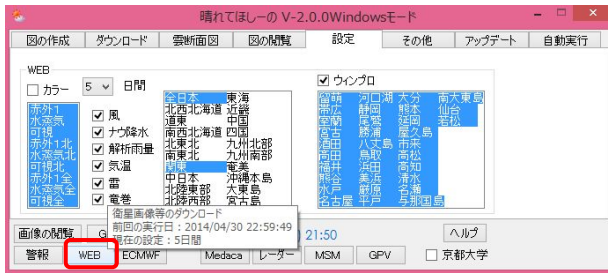 晴れてほしーの V-2.0.0Windowsモード
図の作成 ダウンロード 雲断面図 図の閲覧 設定 その他 アップデート 自動実行
WEB
カラー 5 日間
ウィンプロ
赤外1
水蒸気
可視
赤外1北
水蒸気北
可視北
赤外1全
水蒸気全
可視全
風
ナウ降水
解析雨量
気温
雷
竜巻
全日本 東海
北西北海道 近畿
道東 中国
南西北海道 四国
北東北 九州北部
南東北 九州南部
関東 奄美
中日本 沖縄本島
北陸東部 大東島
北陸西部 宮古島
留萌 河口湖 大分 南大東島
帯広 静岡 熊本 仙台
室蘭 尾鷲 延岡 若松
宮古 勝浦 屋久島
酒田 八丈島 市来
高田 鳥取 高松
福井 浜田 高知
熊谷 美浜 清水
水戸 厳原 名瀬
名古屋 平戸 与那国島
衛星画像等のダウンロード
前回の実行日：2014/04/30 22:59:49
現在の設定：5日間
画像の閲覧 G 21:50 ヘルプ
警報 WEB ECMWF Medaca レーダー MSM GPV 京都大学